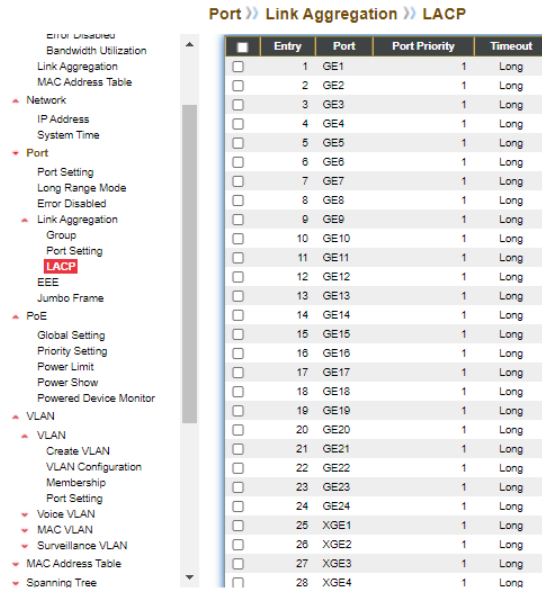 Port >> Link Aggregation >> LACP
Error Disabled
Bandwidth Utilization
Link Aggregation
MAC Address Table
Network
IP Address
System Time
Port
Port Setting
Long Range Mode
Error Disabled
Link Aggregation
Group
Port Setting
LACP
EEE
Jumbo Frame
PoE
Global Setting
Priority Setting
Power Limit
Power Show
Powered Device Monitor
VLAN
VLAN
Create VLAN
VLAN Configuration
Membership
Port Setting
Voice VLAN
MAC VLAN
Surveillance VLAN
MAC Address Table
Spanning Tree
Entry Port Port Priority Timeout
1 GE1 1 Long
2 GE2 1 Long
3 GE3 1 Long
4 GE4 1 Long
5 GE5 1 Long
6 GE6 1 Long
7 GE7 1 Long
8 GE8 1 Long
9 GE9 1 Long
10 GE10 1 Long
11 GE11 1 Long
12 GE12 1 Long
13 GE13 1 Long
14 GE14 1 Long
15 GE15 1 Long
16 GE16 1 Long
17 GE17 1 Long
18 GE18 1 Long
19 GE19 1 Long
20 GE20 1 Long
21 GE21 1 Long
22 GE22 1 Long
23 GE23 1 Long
24 GE24 1 Long
25 XGE1 1 Long
26 XGE2 1 Long
27 XGE3 1 Long
28 XGE4 1 Long